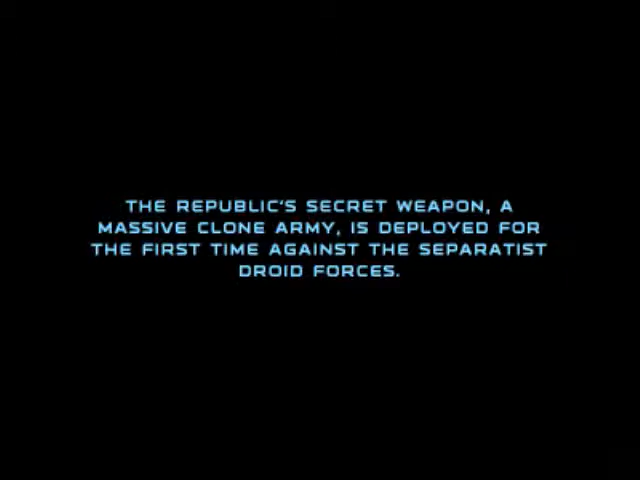 THE REPUBLIC'S SECRET WEAPON, A
MASSIVE CLONE ARMY, IS DEPLOYED FOR
THE FIRST TIME AGAINST THE SEPARATIST
DROID FORCES.